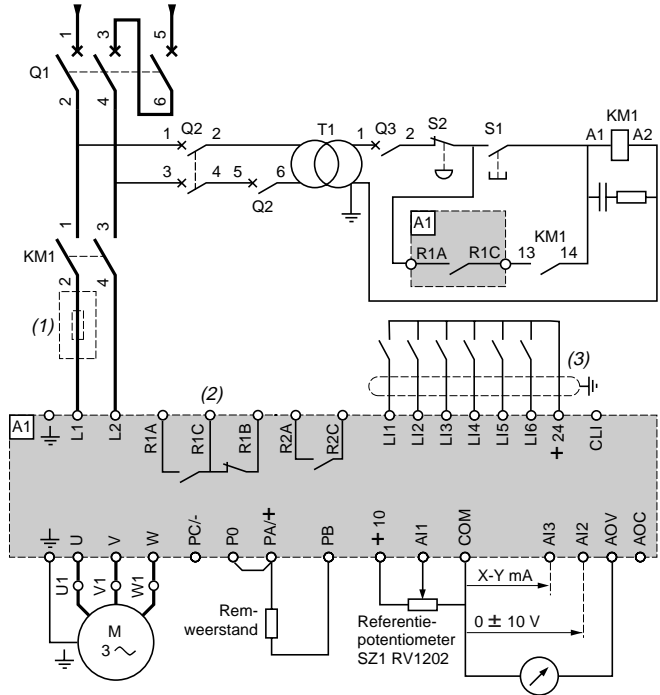 1 3 5
Q1
2 4 6
1 Q2 2 T1 1 Q3 2 S2 S1 KM1
A1 A2
3 4 5 6
Q2
A1
R1A R1C 13 KM1 14
1 3
KM1
2 4
(1)
(2)
(3)
A1
L1 L2 R1A R1C R1B R2A R2C LI1 LI2 LI3 LI4 LI5 LI6 + 24 CLI
U V W PC/- P0 PA/+ PB + 10 AI1 COM AI3 AI2 AOV AOC
U1 V1 W1
X-Y mA
0 ± 10 V
M
3 ~
Rem-
weerstand
Referentie-
potentiometer
SZ1 RV1202